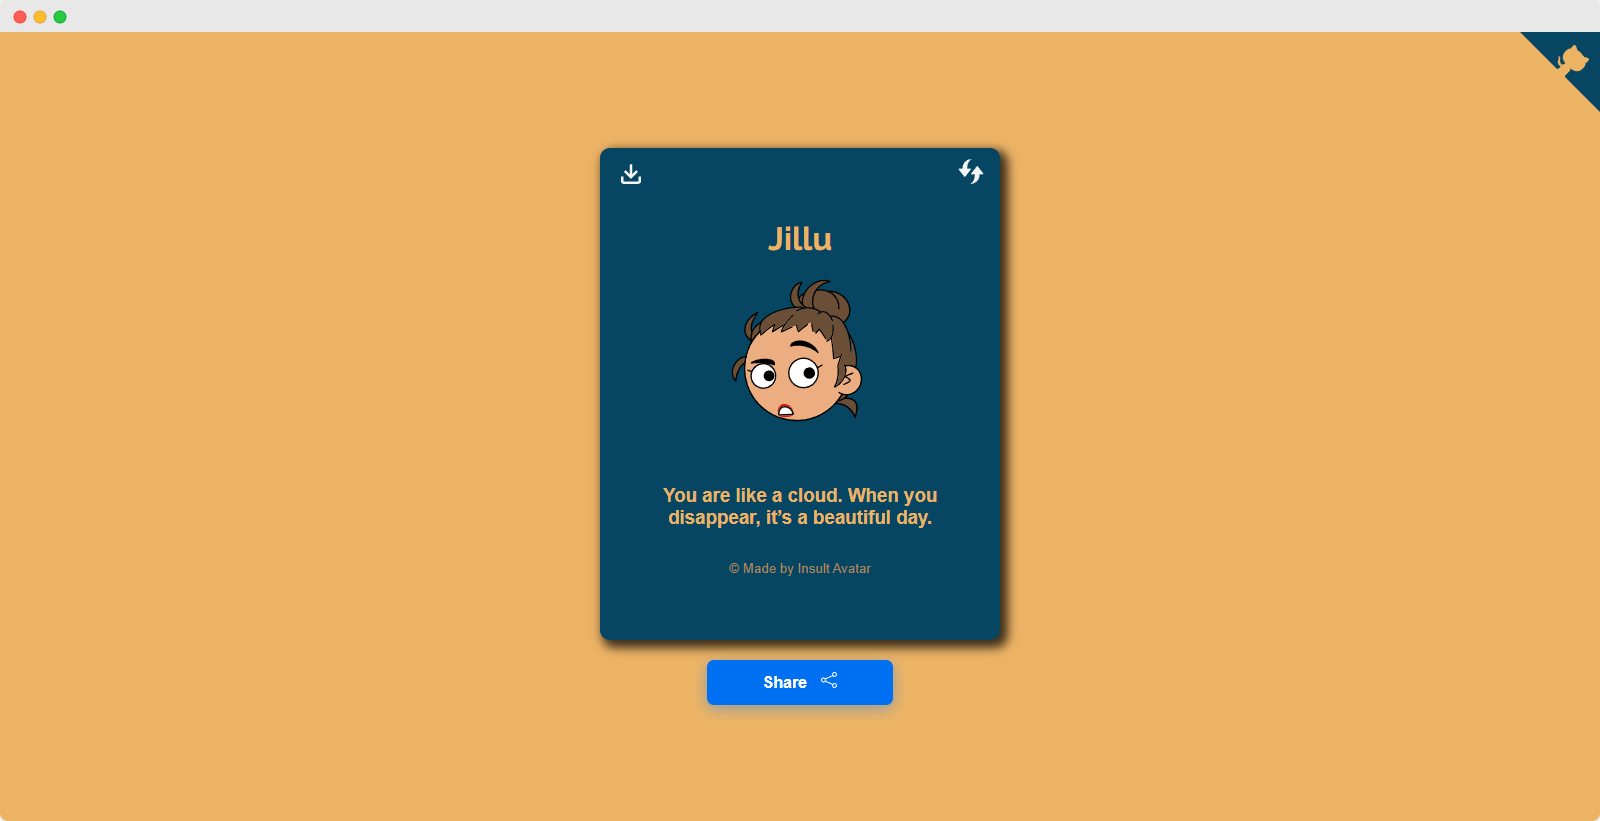 Jillu
You are like a cloud. When you
disappear, it’s a beautiful day.
© Made by Insult Avatar
Share